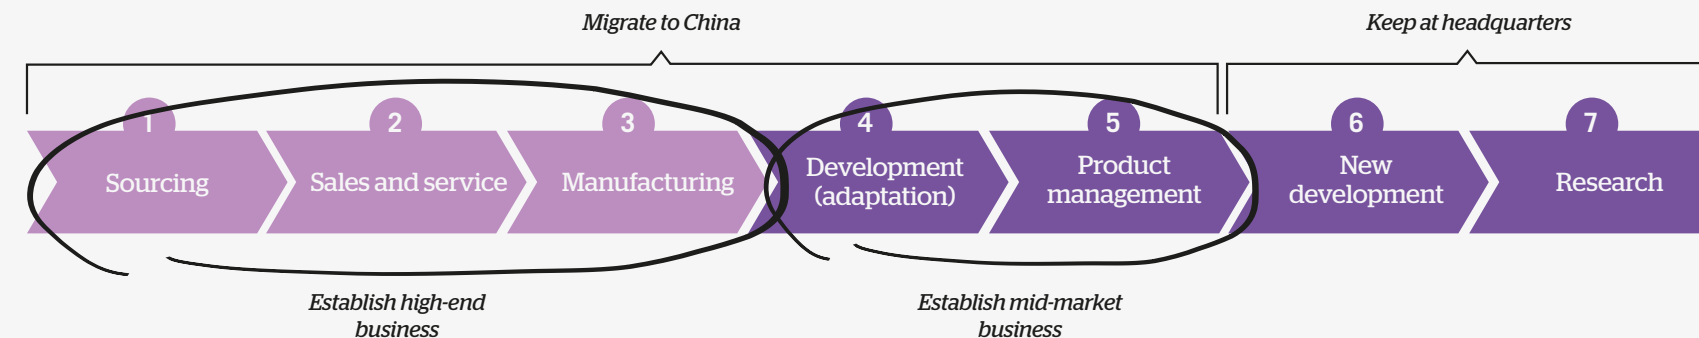 Migrate to China
Keep at headquarters
1
2
3
4
5
6
7
Sourcing
Sales and service
Manufacturing
Development
(adaptation)
Product
management
New
development
Research
Establish high-end
business
Establish mid-market
business